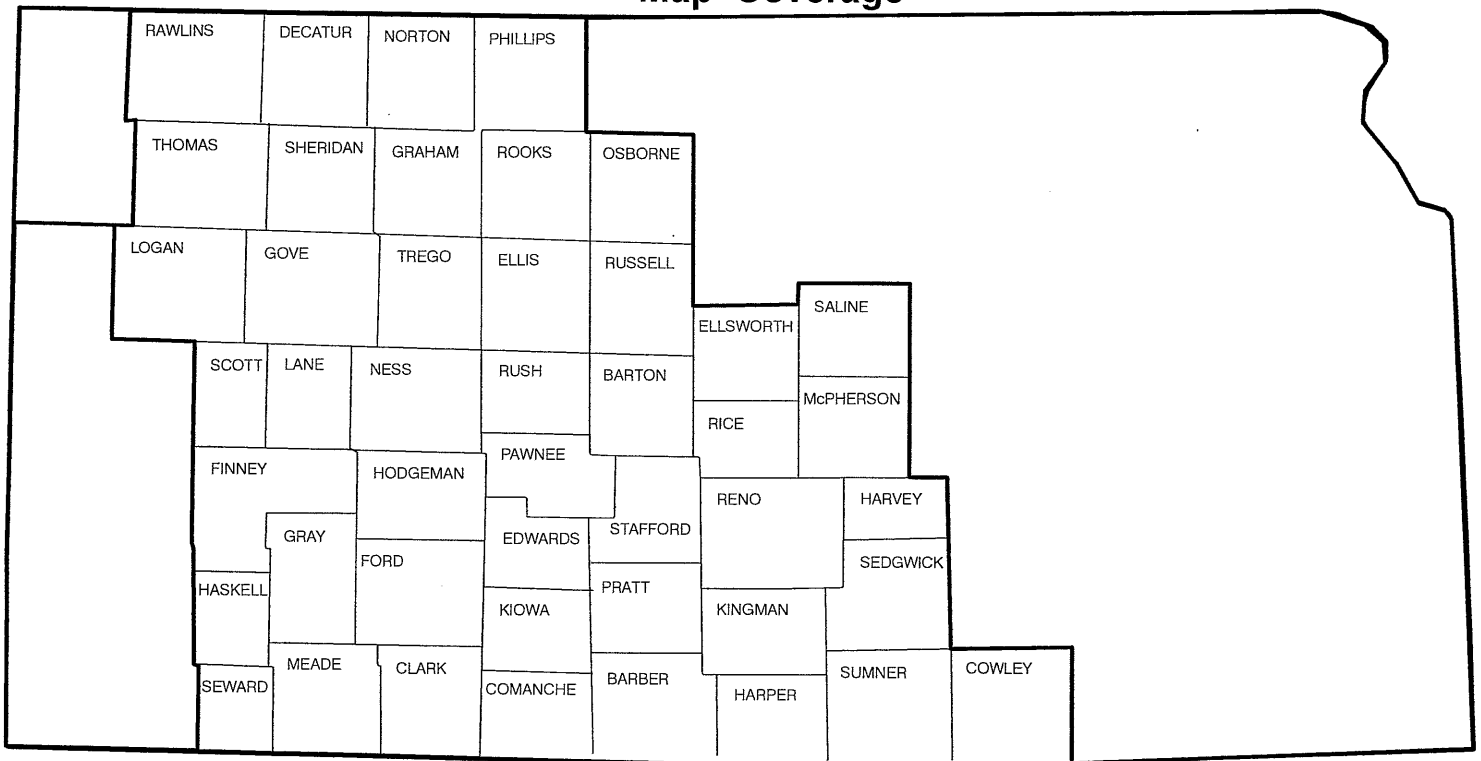 Map Coverage
RAWLINS
DECATUR
NORTON
PHILLIPS
THOMAS
SHERIDAN
GRAHAM
ROOKS
OSBORNE
LOGAN
GOVE
TREGO
ELLIS
RUSSELL
ELLSWORTH
SALINE
SCOTT
LANE
NESS
RUSH
BARTON
RICE
McPHERSON
FINNEY
HODGEMAN
PAWNEE
RENO
HARVEY
GRAY
FORD
EDWARDS
STAFFORD
SEDGWICK
HASKELL
KIOWA
PRATT
KINGMAN
SEWARD
MEADE
CLARK
COMANCHE
BARBER
HARPER
SUMNER
COWLEY